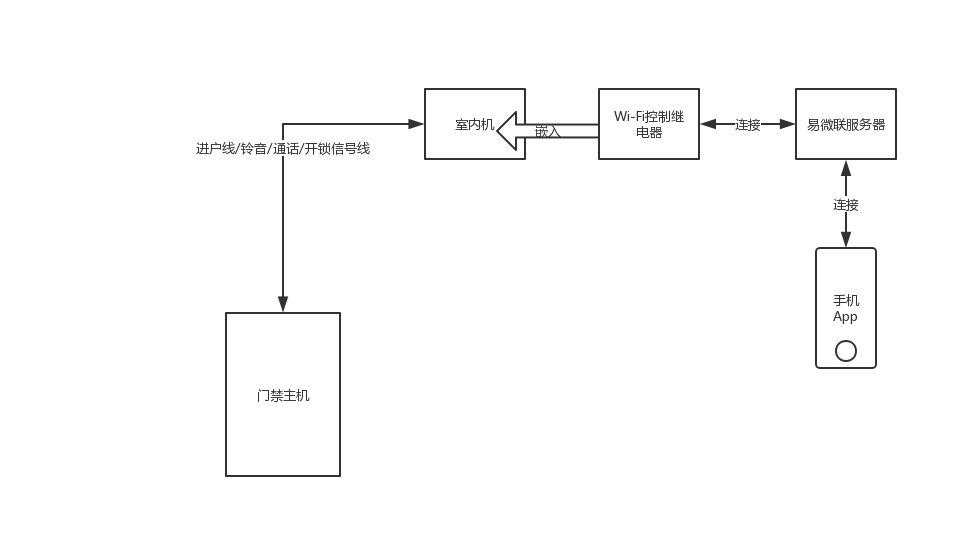 室内机
嵌入
Wi-Fi控制继
电器
连接
易微联服务器
进户线/铃音/通话/开锁信号线
连接
手机
App
门禁主机